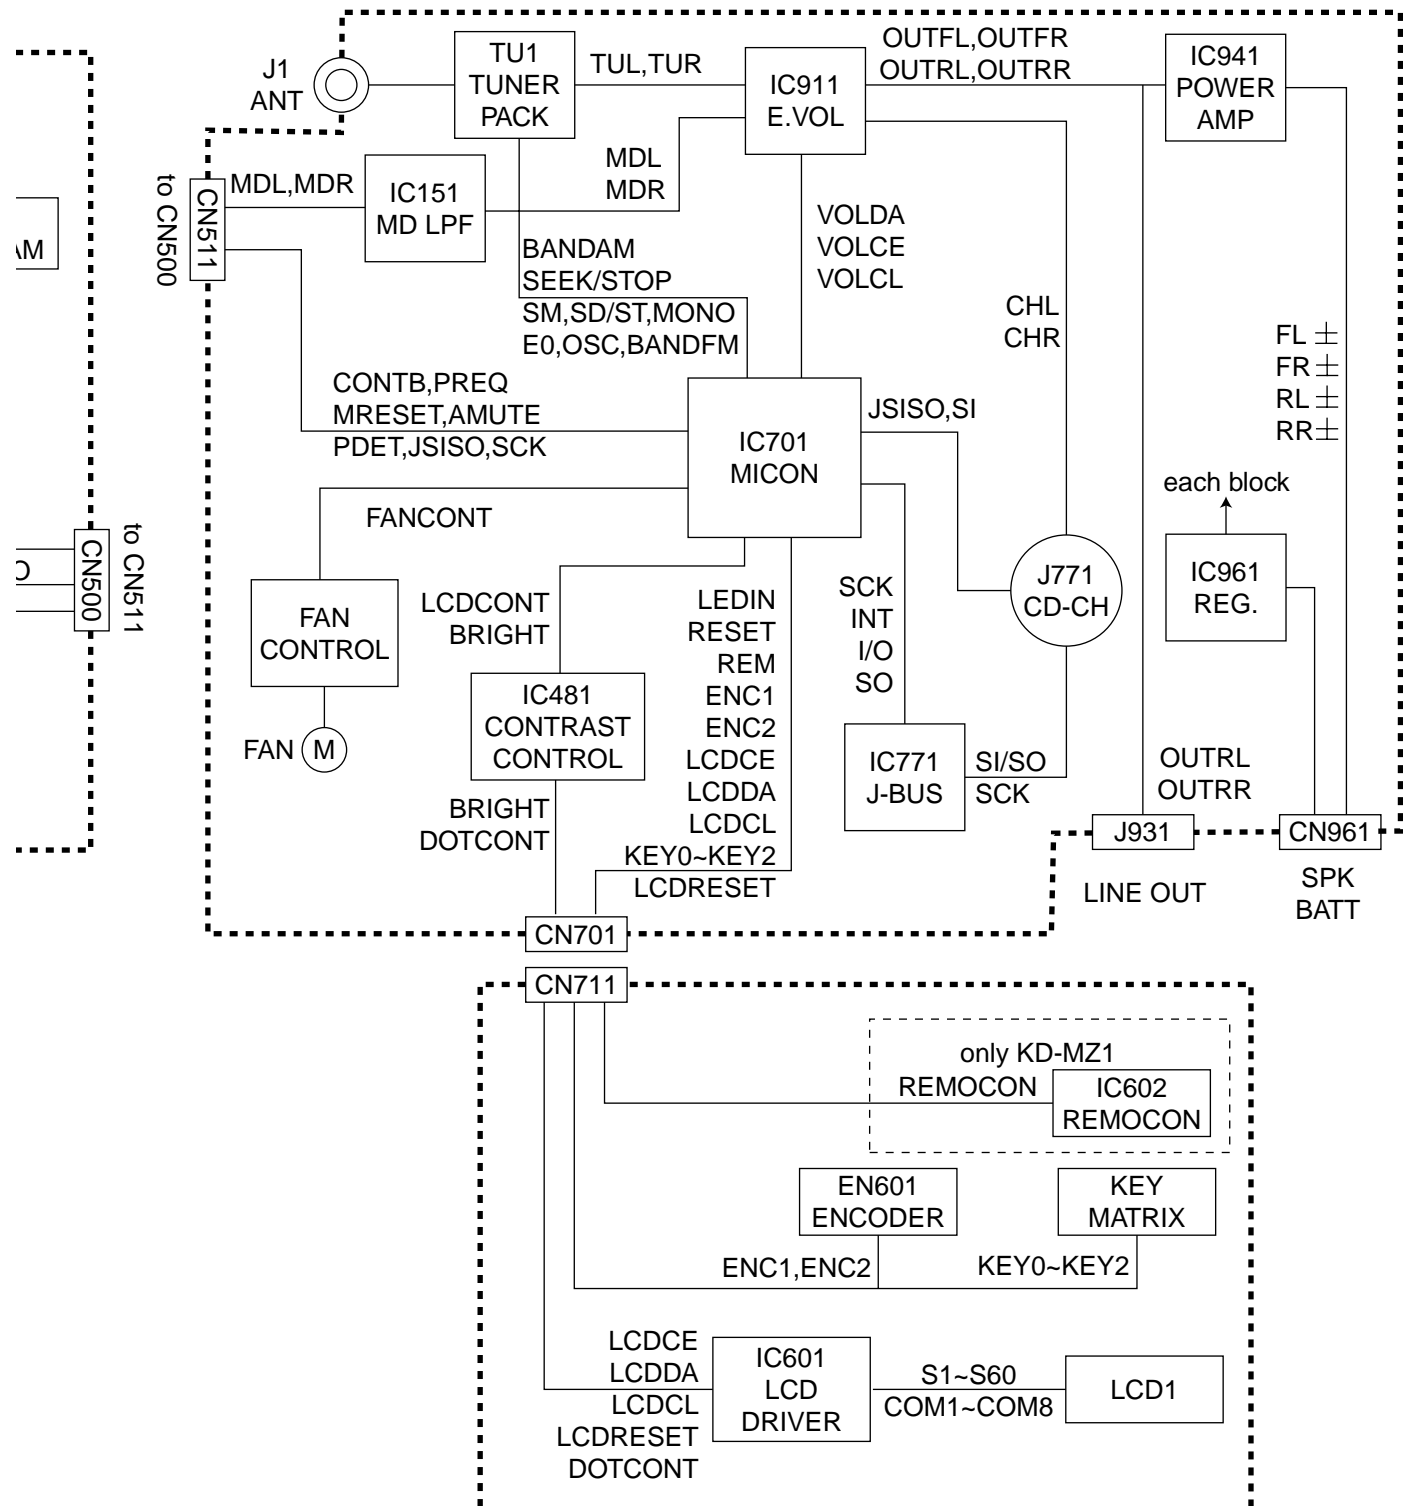 J1
ANT
TU1
TUNER
PACK
TUL,TUR
IC911
E.VOL
OUTFL,OUTFR
OUTRL,OUTRR
IC941
POWER
AMP
to CN500
CN511
MDL,MDR
IC151
MD LPF
MDL
MDR
BANDAM
SEEK/STOP
SM,SD/ST,MONO
E0,OSC,BANDFM
VOLDA
VOLCE
VOLCL
CHL
CHR
FL ±
FR ±
RL ±
RR±
AM
CONTB,PREQ
MRESET,AMUTE
PDET,JSISO,SCK
IC701
MICON
JSISO,SI
each block
IC961
REG.
FANCONT
O
CN500
to CN511
FAN
CONTROL
FAN
M
LCDCONT
BRIGHT
IC481
CONTRAST
CONTROL
BRIGHT
DOTCONT
LEDIN
RESET
REM
ENC1
ENC2
LCDCE
LCDDA
LCDCL
KEY0~KEY2
LCDRESET
SCK
INT
I/O
SO
J771
CD-CH
IC771
J-BUS
SI/SO
SCK
OUTRL
OUTRR
J931
LINE OUT
CN961
SPK
BATT
CN701
CN711
only KD-MZ1
REMOCON
IC602
REMOCON
EN601
ENCODER
KEY
MATRIX
ENC1,ENC2
KEY0~KEY2
LCDCE
LCDDA
LCDCL
LCDRESET
DOTCONT
IC601
LCD
DRIVER
S1~S60
COM1~COM8
LCD1